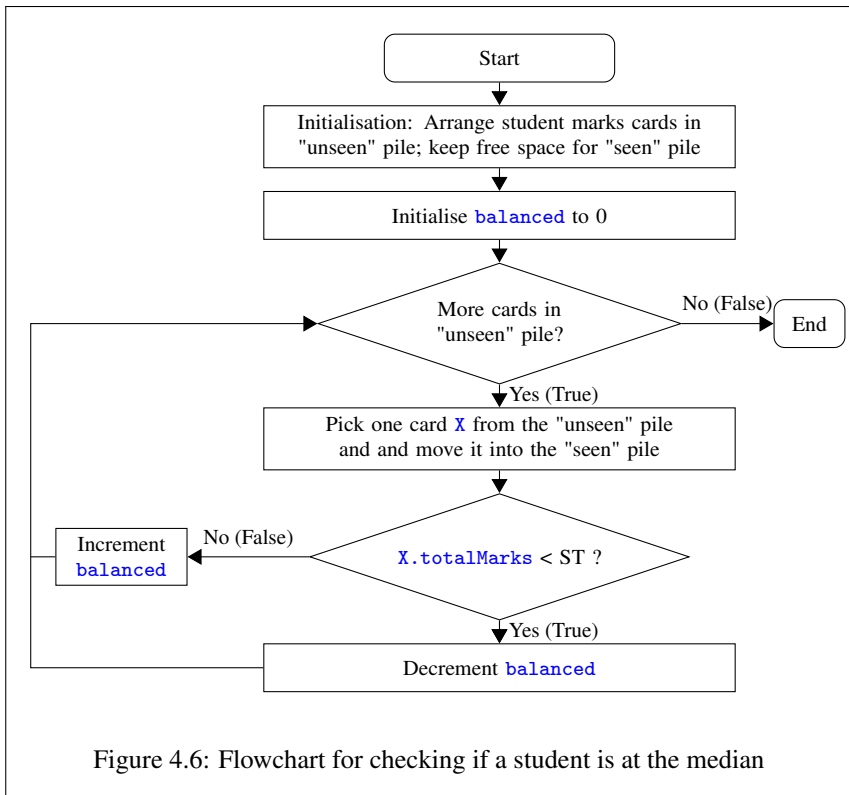 Start
Initialisation: Arrange student marks cards in
"unseen" pile; keep free space for "seen" pile
Initialise balanced to 0
More cards in
"unseen" pile?
No (False)
End
Yes (True)
Pick one card X from the "unseen" pile
and and move it into the "seen" pile
X.totalMarks < ST ?
No (False)
Increment
balanced
Yes (True)
Decrement balanced
Figure 4.6: Flowchart for checking if a student is at the median